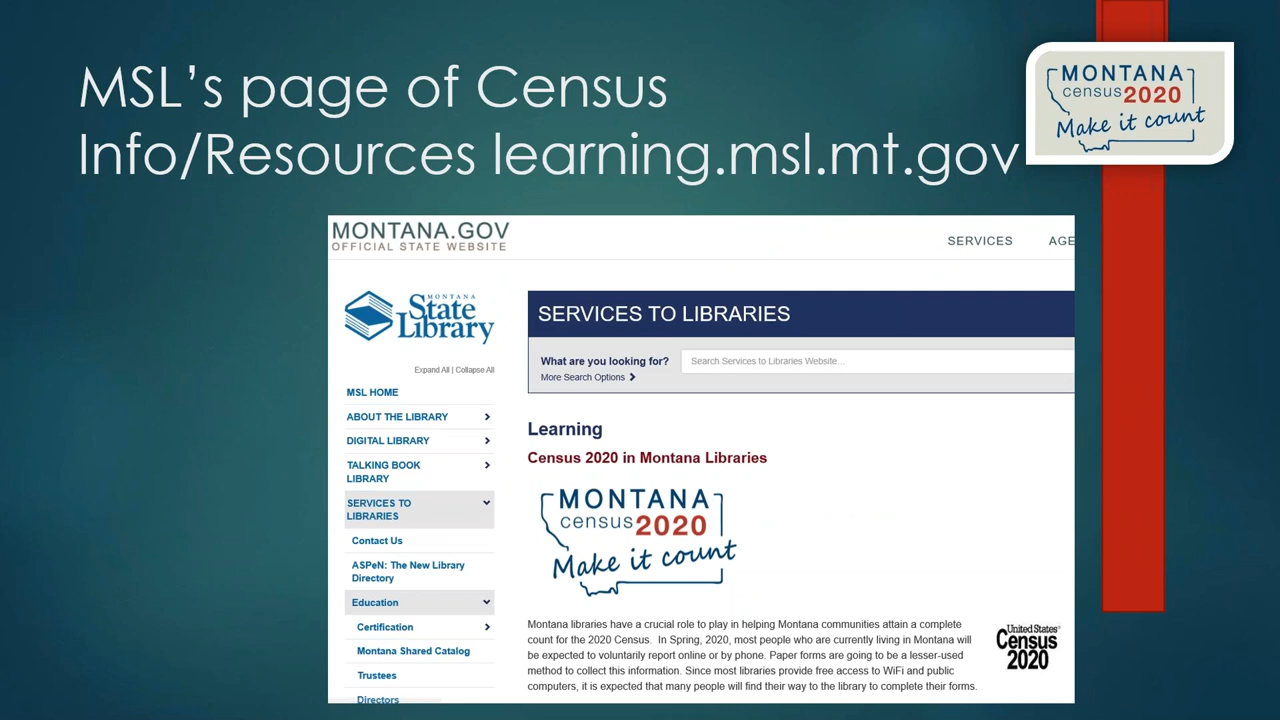 MSL’s page of Census
Info/Resources learning.msl.mt.gov
MONTANA
census2020
Make it count
MONTANA.GOV
OFFICIAL STATE WEBSITE
SERVICES
AGE
MONTANA
State
Library
Expand All | Collapse All
MSL HOME
ABOUT THE LIBRARY
DIGITAL LIBRARY
TALKING BOOK
LIBRARY
SERVICES TO
LIBRARIES
Contact Us
ASPeN: The New Library
Directory
Education
Certification
Montana Shared Catalog
Trustees
Directors
SERVICES TO LIBRARIES
What are you looking for?
Search Services to Libraries Website...
More Search Options
Learning
Census 2020 in Montana Libraries
MONTANA
census2020
Make it count
Montana libraries have a crucial role to play in helping Montana communities attain a complete
count for the 2020 Census. In Spring, 2020, most people who are currently living in Montana will
be expected to voluntarily report online or by phone. Paper forms are going to be a lesser-used
method to collect this information. Since most libraries provide free access to WiFi and public
computers, it is expected that many people will find their way to the library to complete their forms.
United States®
Census
2020